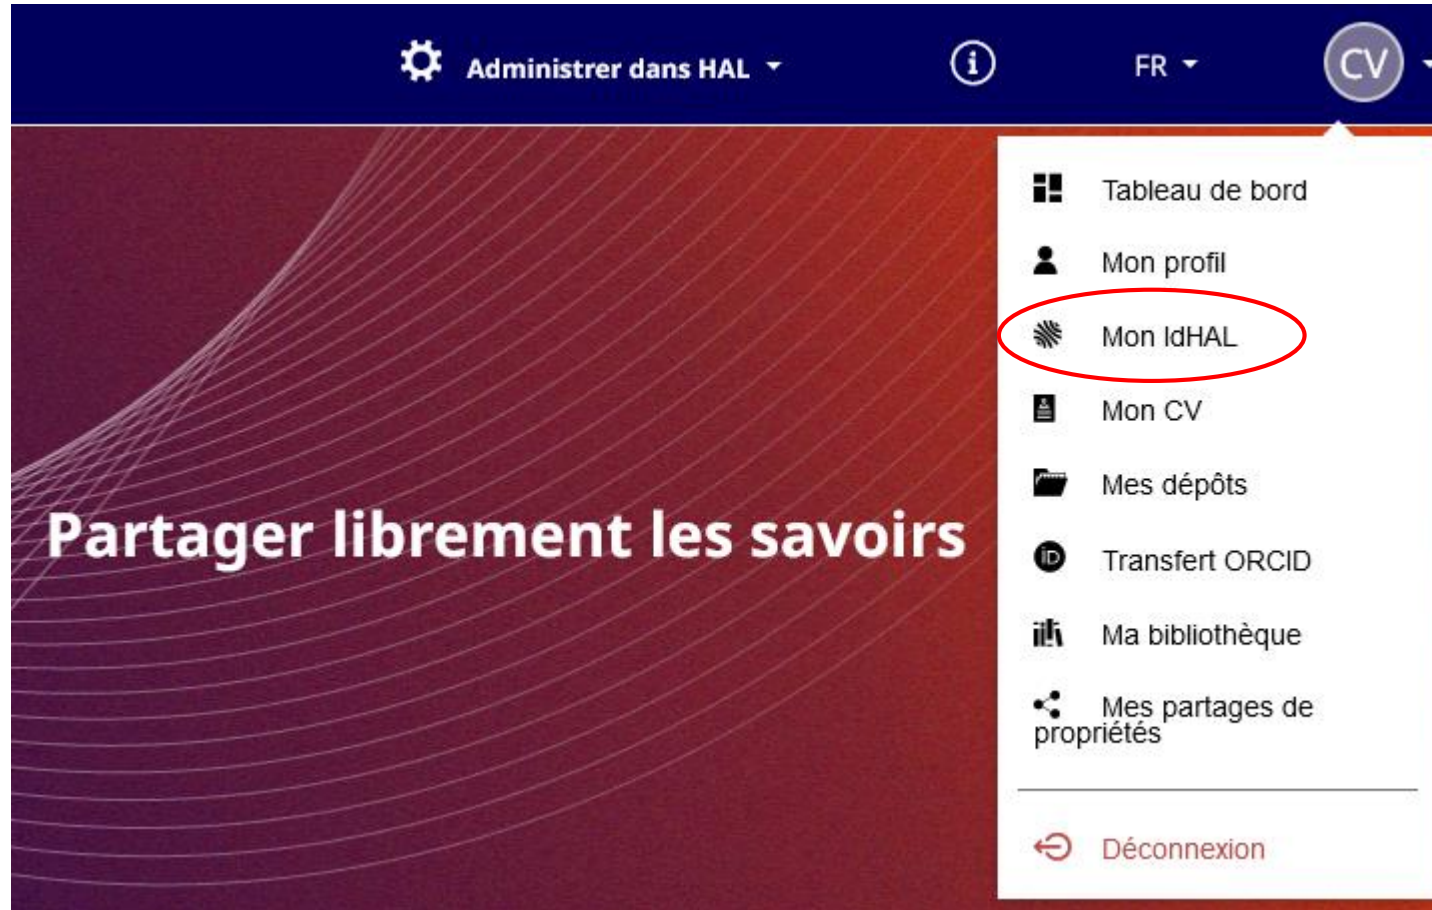 Administrer dans HAL
FR
CV
Tableau de bord
Mon profil
Mon IdHAL
Mon CV
Mes dépôts
Partager librement les savoirs
Transfert ORCID
Ma bibliothèque
Mes partages de
propriétés
Déconnexion